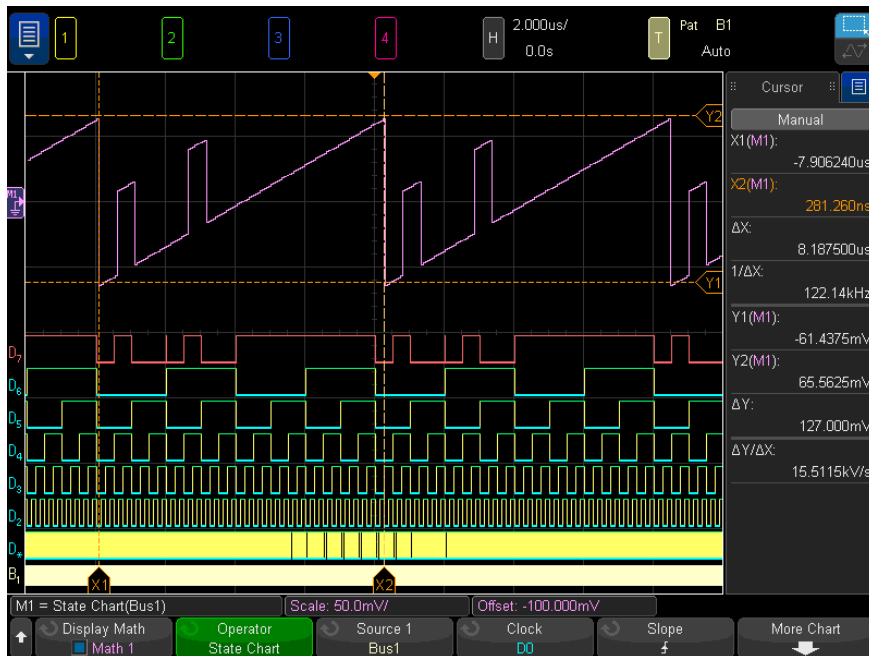 1 2 3 4 H 2.000us/ 0.0s T Pat B1 Auto
Cursor
Manual
X1(M1):
-7.906240us
X2(M1):
281.260ns
ΔX:
8.187500us
1/ΔX:
122.14kHz
Y1(M1):
-61.4375mV
Y2(M1):
65.5625mV
ΔY:
127.000mV
ΔY/ΔX:
15.5115kV/s
Y2
M1
Y1
D7
D6
D5
D4
D3
D2
D*
B1
X1 X2
M1 = State Chart(Bus1) Scale: 50.0mV/ Offset: -100.000mV
Display Math Operator Source 1 Clock Slope More Chart
Math 1 State Chart Bus1 D0